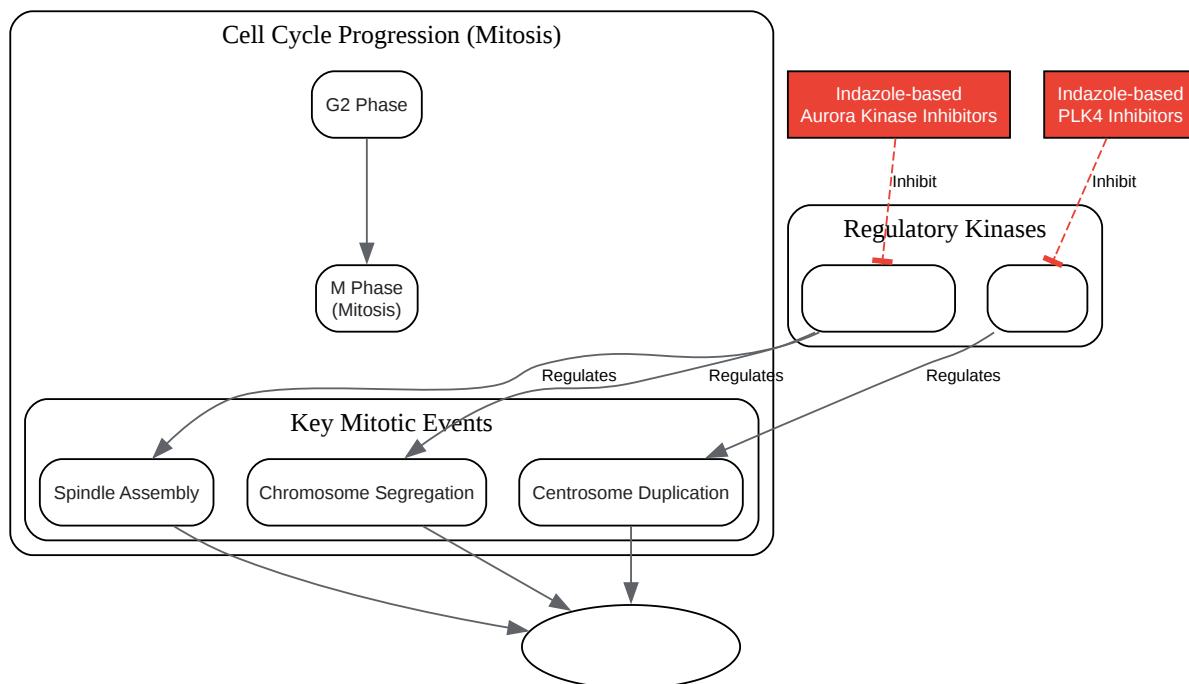 Cell Cycle Progression (Mitosis)
G2 Phase
Indazole-based
Aurora Kinase Inhibitors
Indazole-based
PLK4 Inhibitors
Inhibit
Inhibit
Regulatory Kinases
M Phase
(Mitosis)
Regulates
Regulates
Regulates
Key Mitotic Events
Spindle Assembly
Chromosome Segregation
Centrosome Duplication